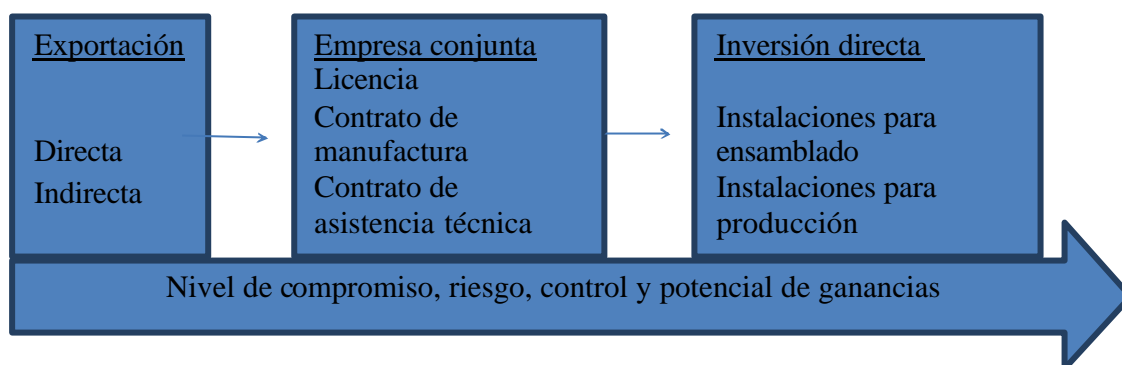 Exportación
Directa
Indirecta
Empresa conjunta
Licencia
Contrato de
manufactura
Contrato de
asistencia técnica
Inversión directa
Instalaciones para
ensamblado
Instalaciones para
producción
Nivel de compromiso, riesgo, control y potencial de ganancias